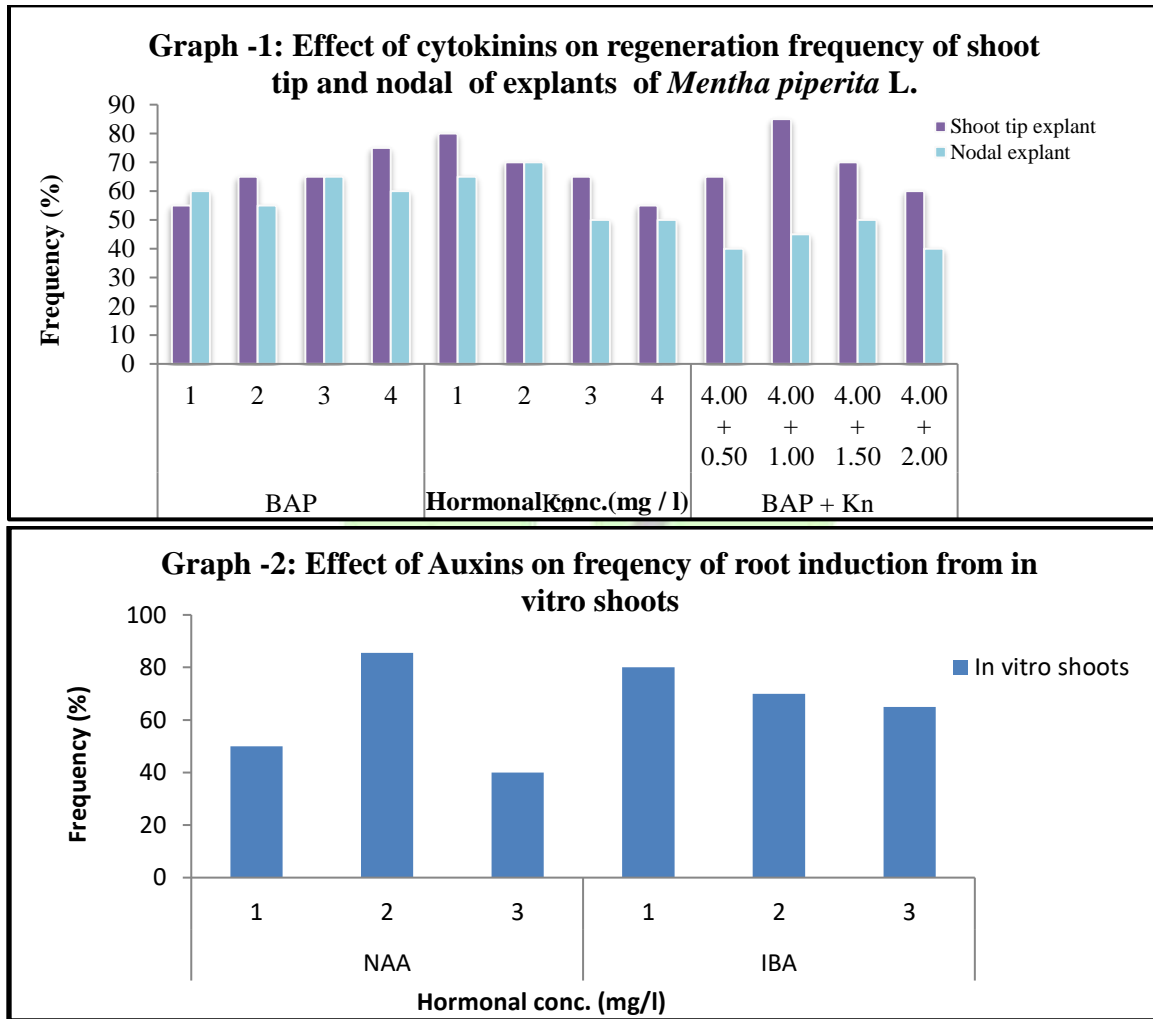 Graph -1: Effect of cytokinins on regeneration frequency of shoot
tip and nodal of explants of Mentha piperita L.
Shoot tip explant
Nodal explant
Frequency (%)
90
80
70
60
50
40
30
20
10
0
1 2 3 4 1 2 3 4 4.00 4.00 4.00 4.00
+ + + +
0.50 1.00 1.50 2.00
BAP Kn BAP + Kn
Hormonal conc.(mg / l)
Graph -2: Effect of Auxins on freqency of root induction from in
vitro shoots
In vitro shoots
Frequency (%)
100
80
60
40
20
0
1 2 3 1 2 3
NAA IBA
Hormonal conc. (mg/l)